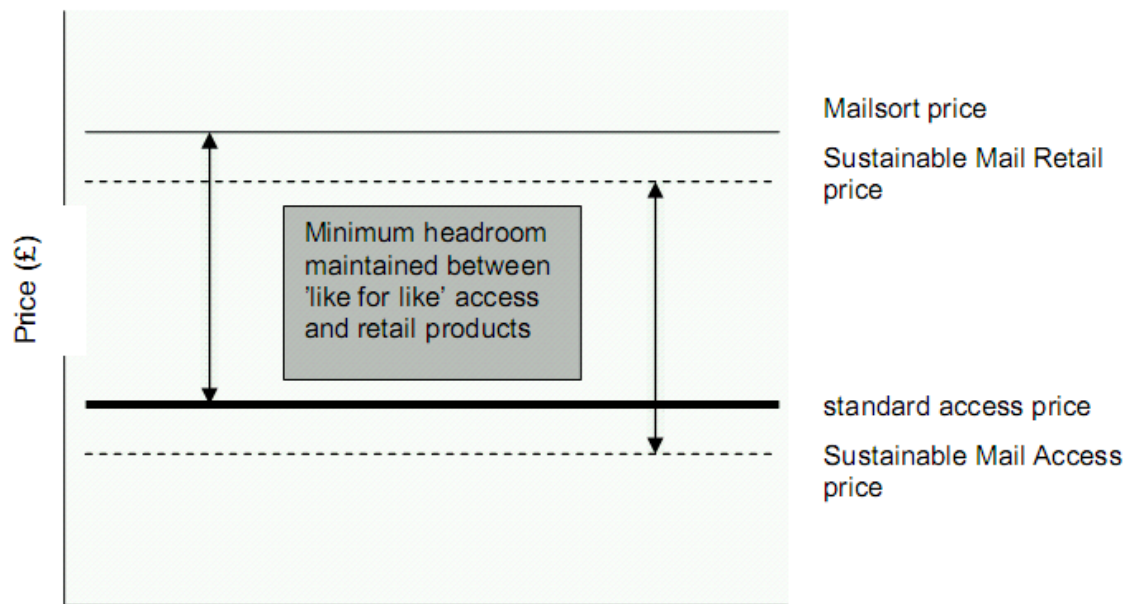 Mailsort price
Sustainable Mail Retail
price
Price (£)
Minimum headroom
maintained between
'like for like' access
and retail products
standard access price
Sustainable Mail Access
price